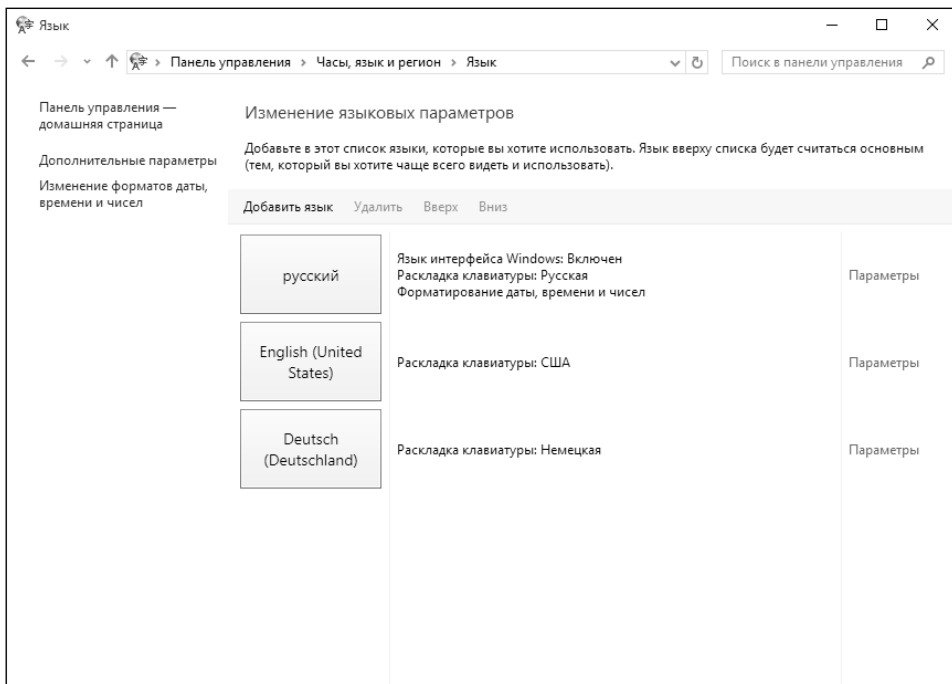 Язык
Панель управления › Часы, язык и регион › Язык
Поиск в панели управления
Панель управления —
домашняя страница
Дополнительные параметры
Изменение форматов даты,
времени и чисел
Изменение языковых параметров
Добавьте в этот список языки, которые вы хотите использовать. Язык вверху списка будет считаться основным
(тем, который вы хотите чаще всего видеть и использовать).
Добавить язык Удалить Вверх Вниз
русский
Язык интерфейса Windows: Включен
Раскладка клавиатуры: Русская
Форматирование даты, времени и чисел
Параметры
English (United
States)
Раскладка клавиатуры: США
Параметры
Deutsch
(Deutschland)
Раскладка клавиатуры: Немецкая
Параметры